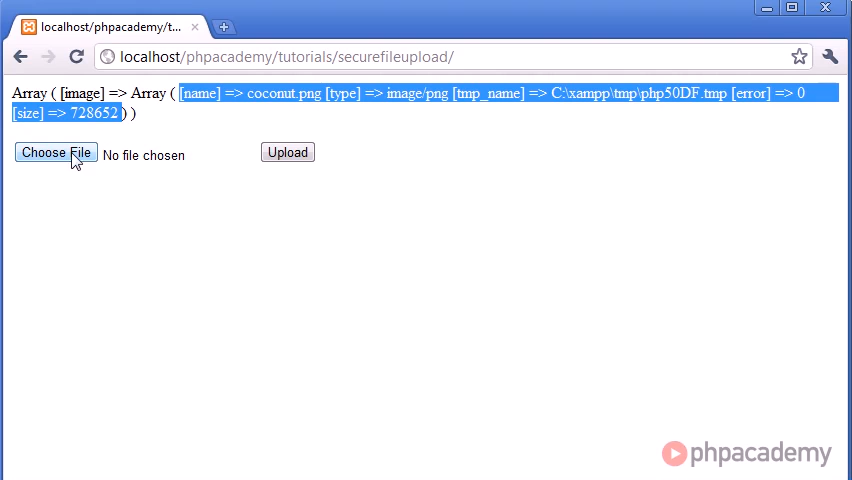 localhost/phpacademy/t...
localhost/phpacademy/tutorials/securefileupload/
Array ( [image] => Array ( [name] => coconut.png [type] => image/png [tmp_name] => C:\xampp\tmp\php50DF.tmp [error] => 0
[size] => 728652 ) )
Choose File No file chosen Upload
phpacademy